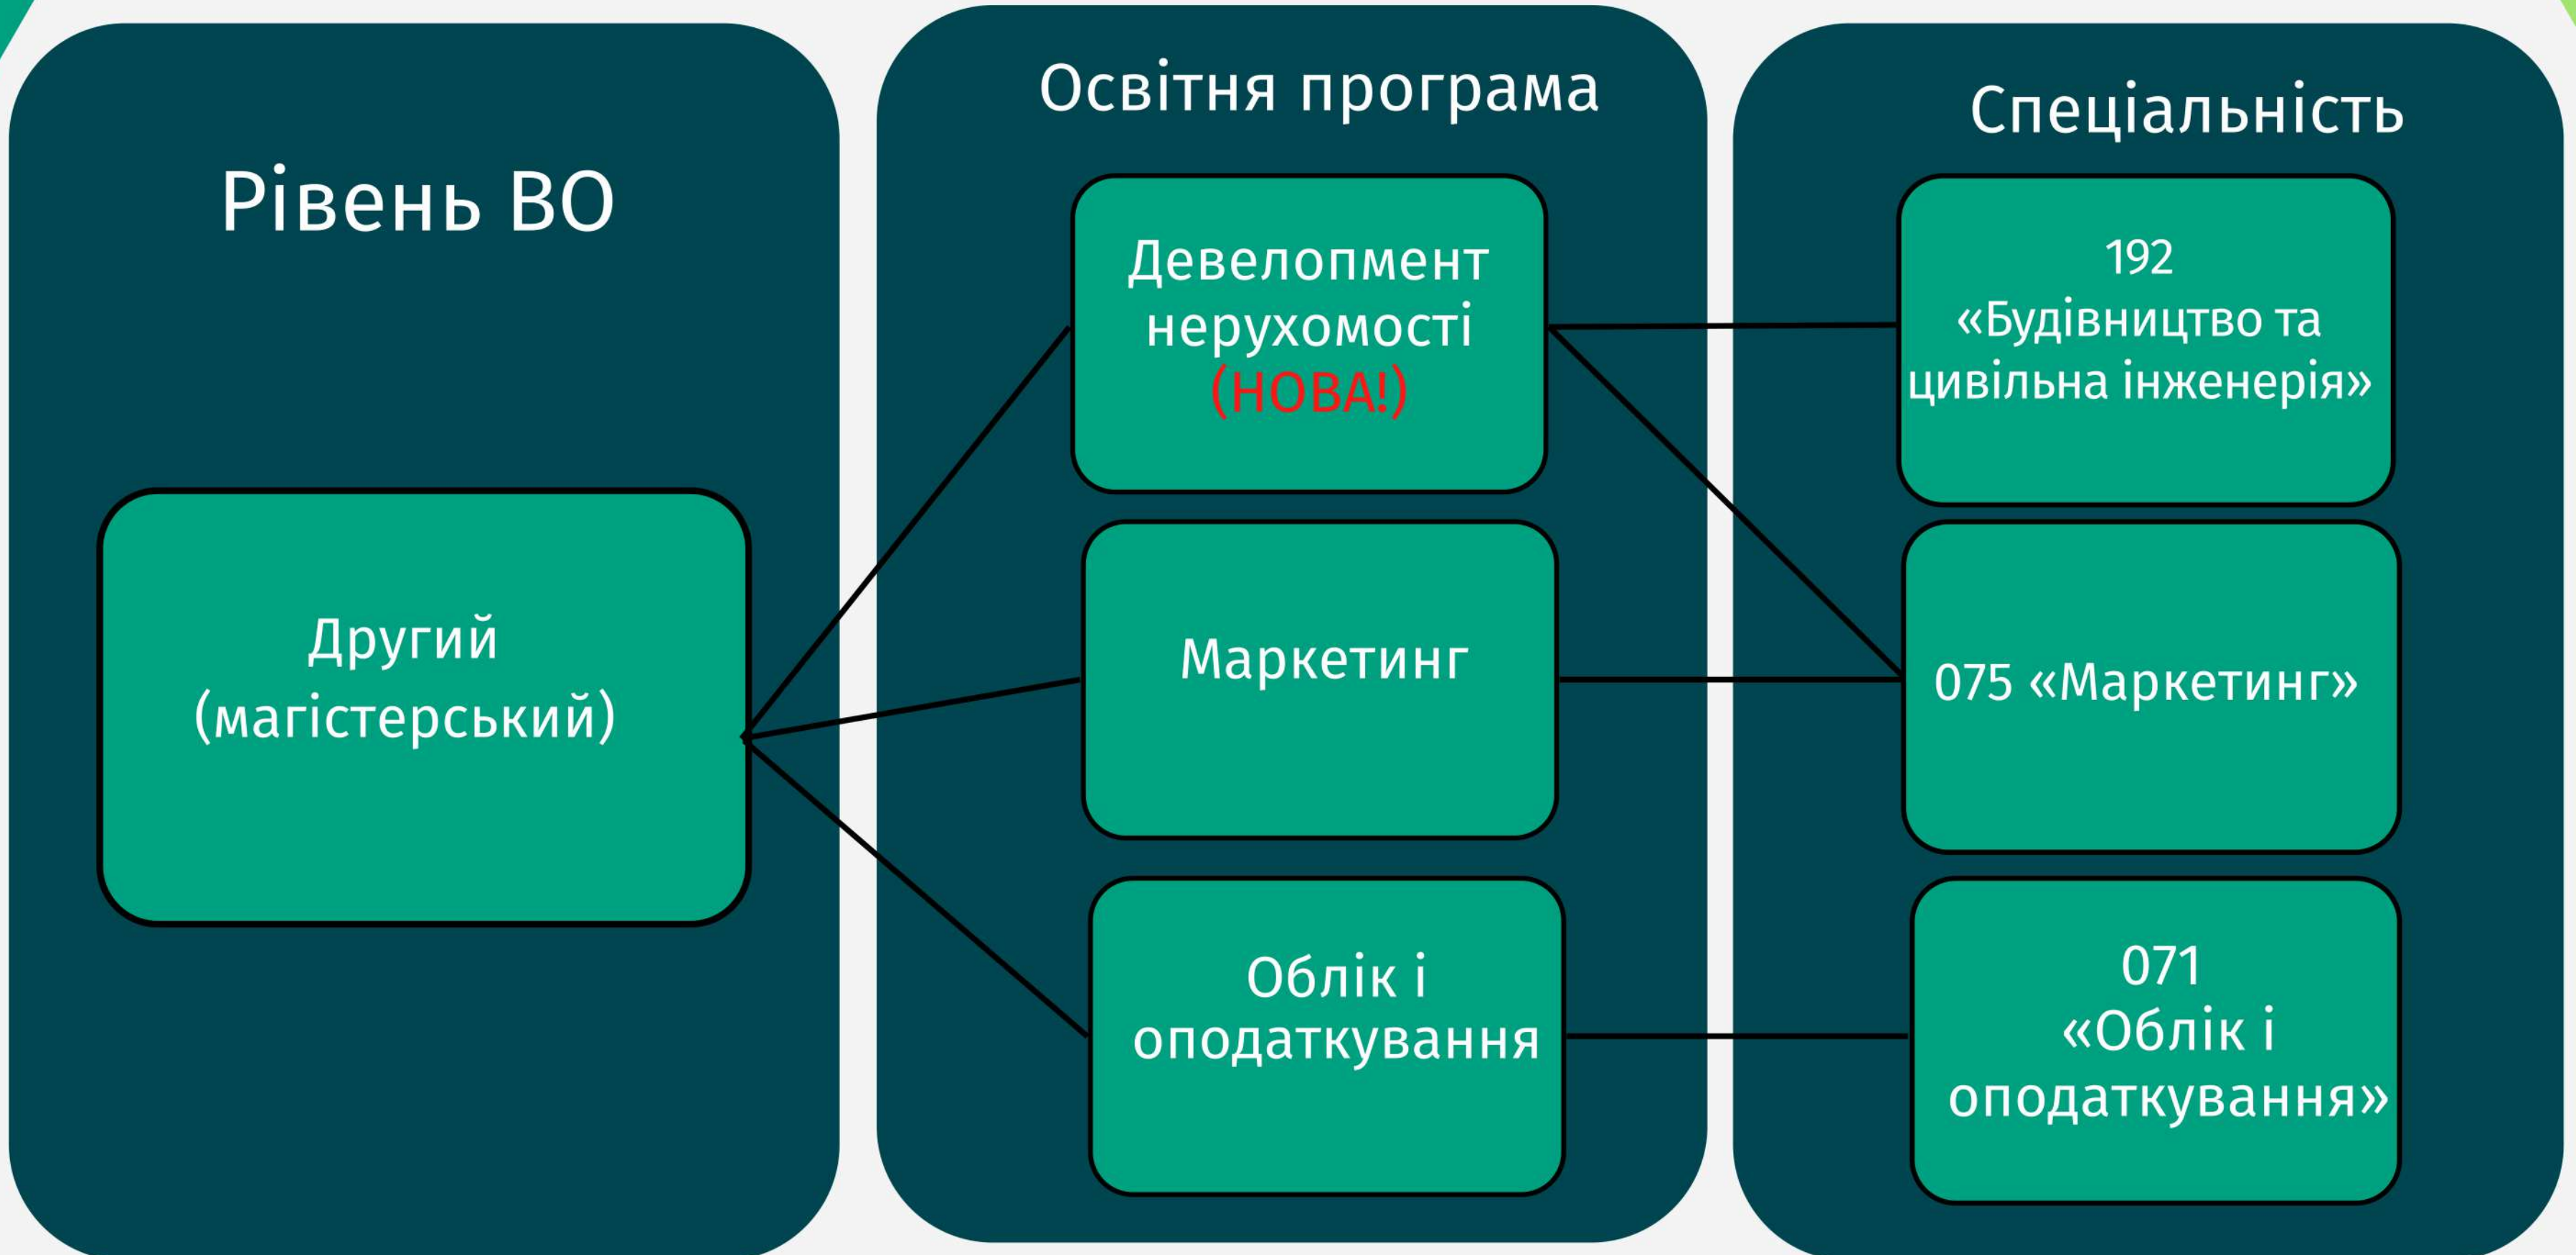 Рівень ВО
Другий
(магістерський)
Освітня програма
Девелопмент
нерухомості
(НОВА!)
Маркетинг
Облік і
оподаткування
Спеціальність
192
«Будівництво та
цивільна інженерія»
075 «Маркетинг»
071
«Облік і
оподаткування»